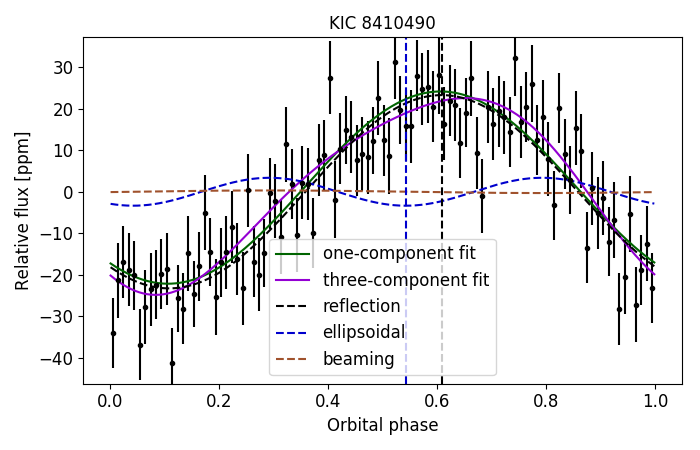 KIC 8410490
Relative flux [ppm]
30
20
10
0
−10
−20
−30
−40
one-component fit
three-component fit
reflection
ellipsoidal
beaming
0.0 0.2 0.4 0.6 0.8 1.0
Orbital phase